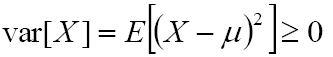 var[X] = E[(X − μ)²] ≥ 0